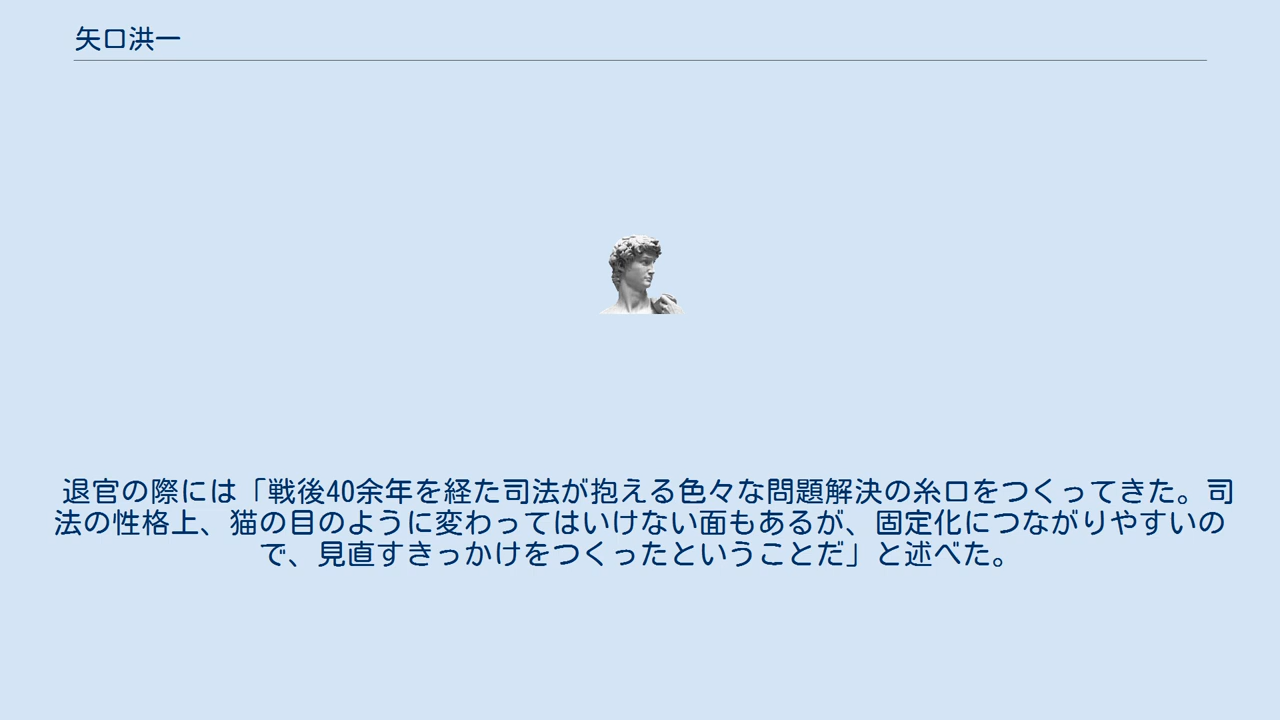 矢口洪一
退官の際には「戦後40余年を経た司法が抱える色々な問題解決の糸口をつくってきた。司
法の性格上、猫の目のように変わってはいけない面もあるが、固定化につながりやすいの
で、見直すきっかけをつくったということだ」と述べた。